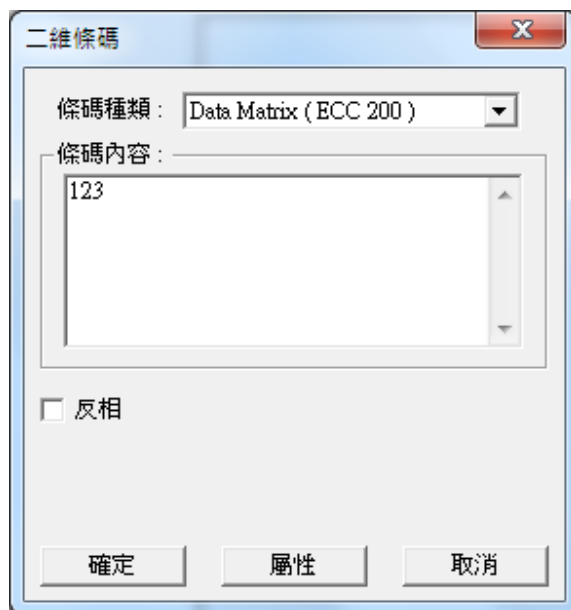 二維條碼
條碼種類： Data Matrix ( ECC 200 )
條碼內容：
123
反相
確定 屬性 取消